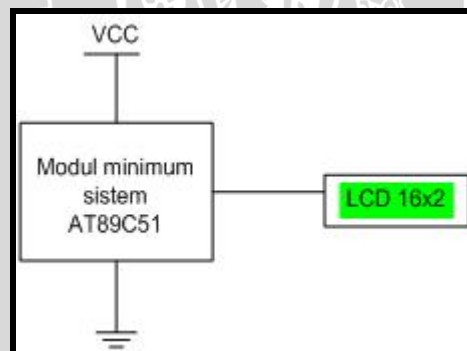 VCC
Modul minimum
sistem
AT89C51
LCD 16x2